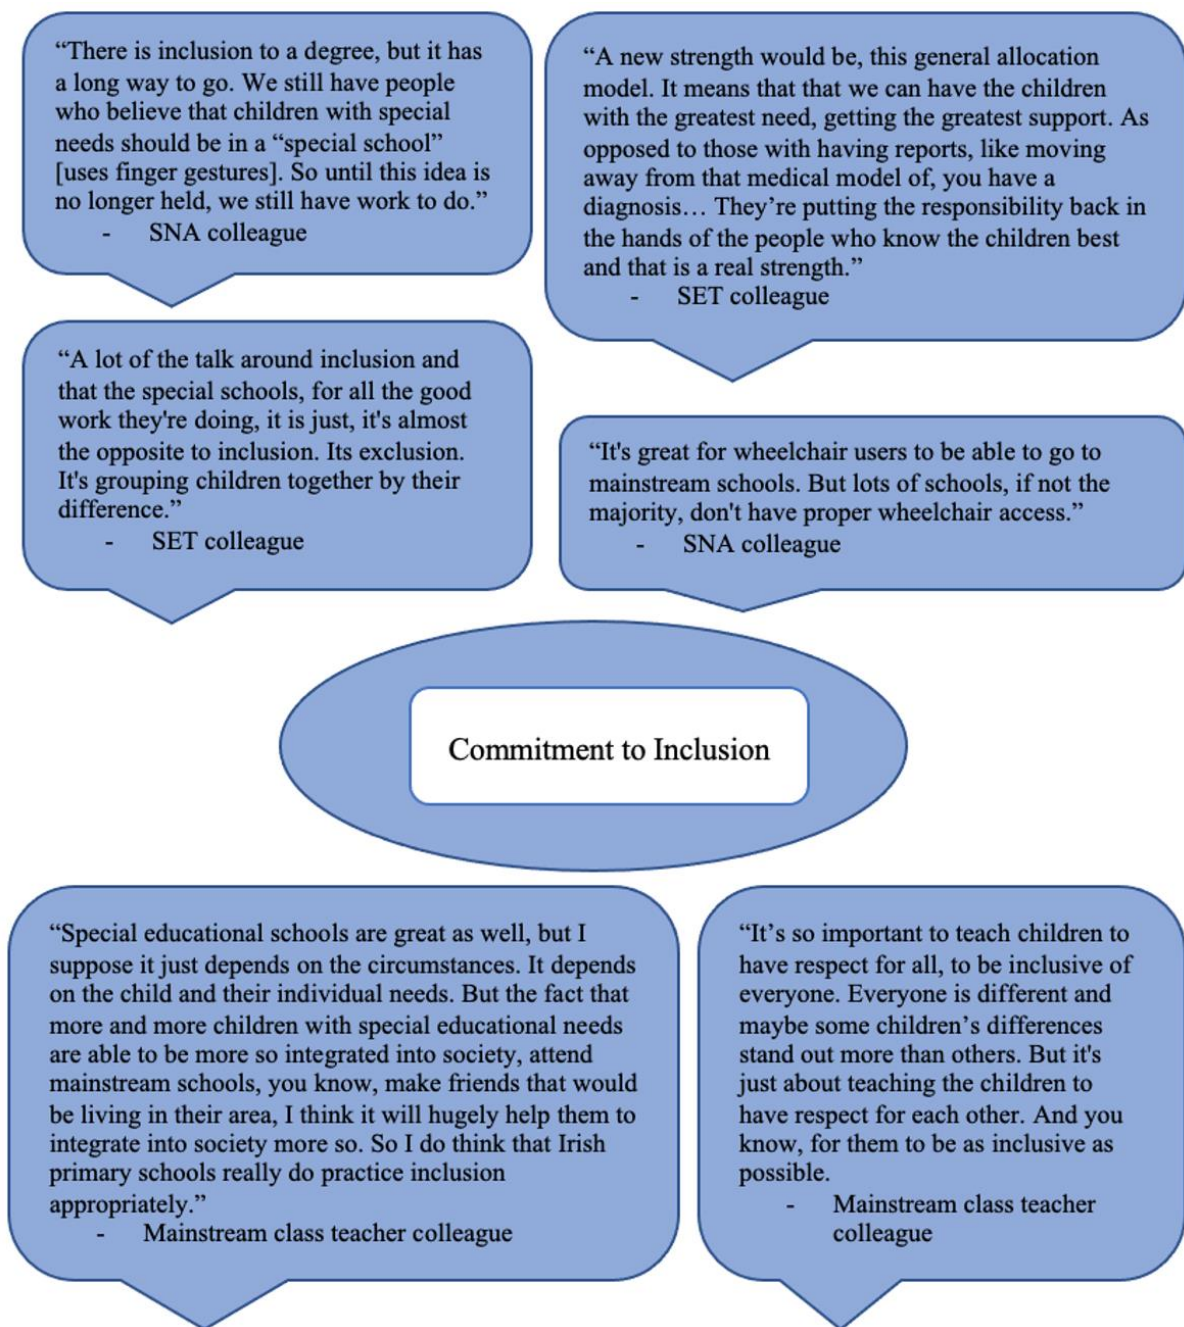 “There is inclusion to a degree, but it has
a long way to go. We still have people
who believe that children with special
needs should be in a “special school”
[uses finger gestures]. So until this idea is
no longer held, we still have work to do.”
- SNA colleague
“A new strength would be, this general allocation
model. It means that that we can have the children
with the greatest need, getting the greatest support. As
opposed to those with having reports, like moving
away from that medical model of, you have a
diagnosis… They’re putting the responsibility back in
the hands of the people who know the children best
and that is a real strength.”
- SET colleague
“A lot of the talk around inclusion and
that the special schools, for all the good
work they're doing, it is just, it's almost
the opposite to inclusion. Its exclusion.
It's grouping children together by their
difference.”
- SET colleague
“It's great for wheelchair users to be able to go to
mainstream schools. But lots of schools, if not the
majority, don't have proper wheelchair access.”
- SNA colleague
Commitment to Inclusion
“Special educational schools are great as well, but I
suppose it just depends on the circumstances. It depends
on the child and their individual needs. But the fact that
more and more children with special educational needs
are able to be more so integrated into society, attend
mainstream schools, you know, make friends that would
be living in their area, I think it will hugely help them to
integrate into society more so. So I do think that Irish
primary schools really do practice inclusion
appropriately.”
- Mainstream class teacher colleague
“It’s so important to teach children to
have respect for all, to be inclusive of
everyone. Everyone is different and
maybe some children’s differences
stand out more than others. But it's
just about teaching the children to
have respect for each other. And you
know, for them to be as inclusive as
possible.
- Mainstream class teacher
colleague